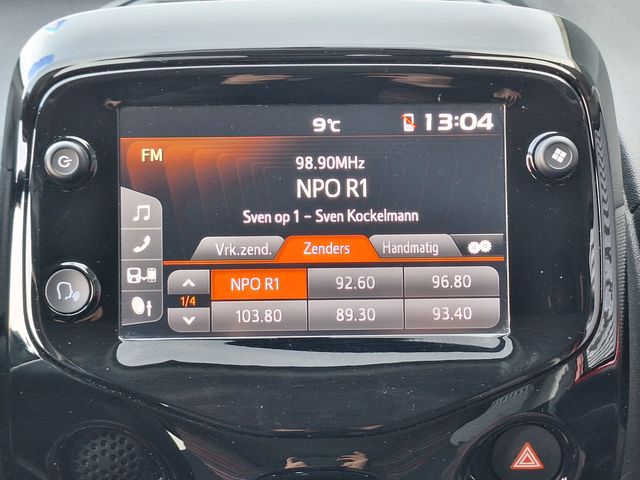 9°C 13:04
FM
98.90MHz
NPO R1
Sven op 1 - Sven Kockelmann
Vrk.zend. Zenders Handmatig
NPO R1 92.60 96.80
1/4
103.80 89.30 93.40